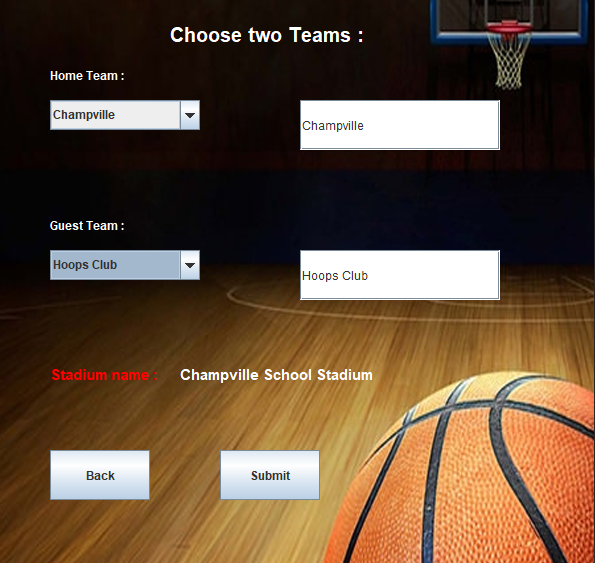 Choose two Teams :
Home Team :
Champville
Champville
Guest Team :
Hoops Club
Hoops Club
Stadium name : Champville School Stadium
Back
Submit